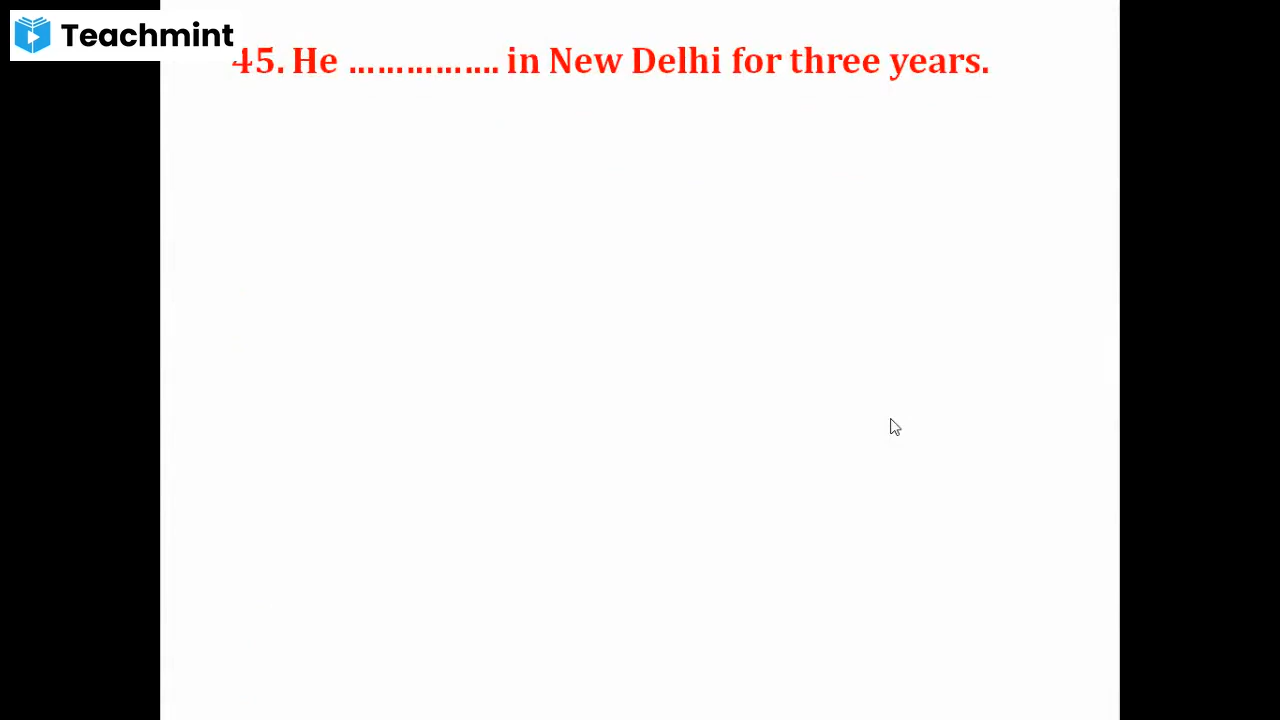 Teachmint
45. He ................ in New Delhi for three years.